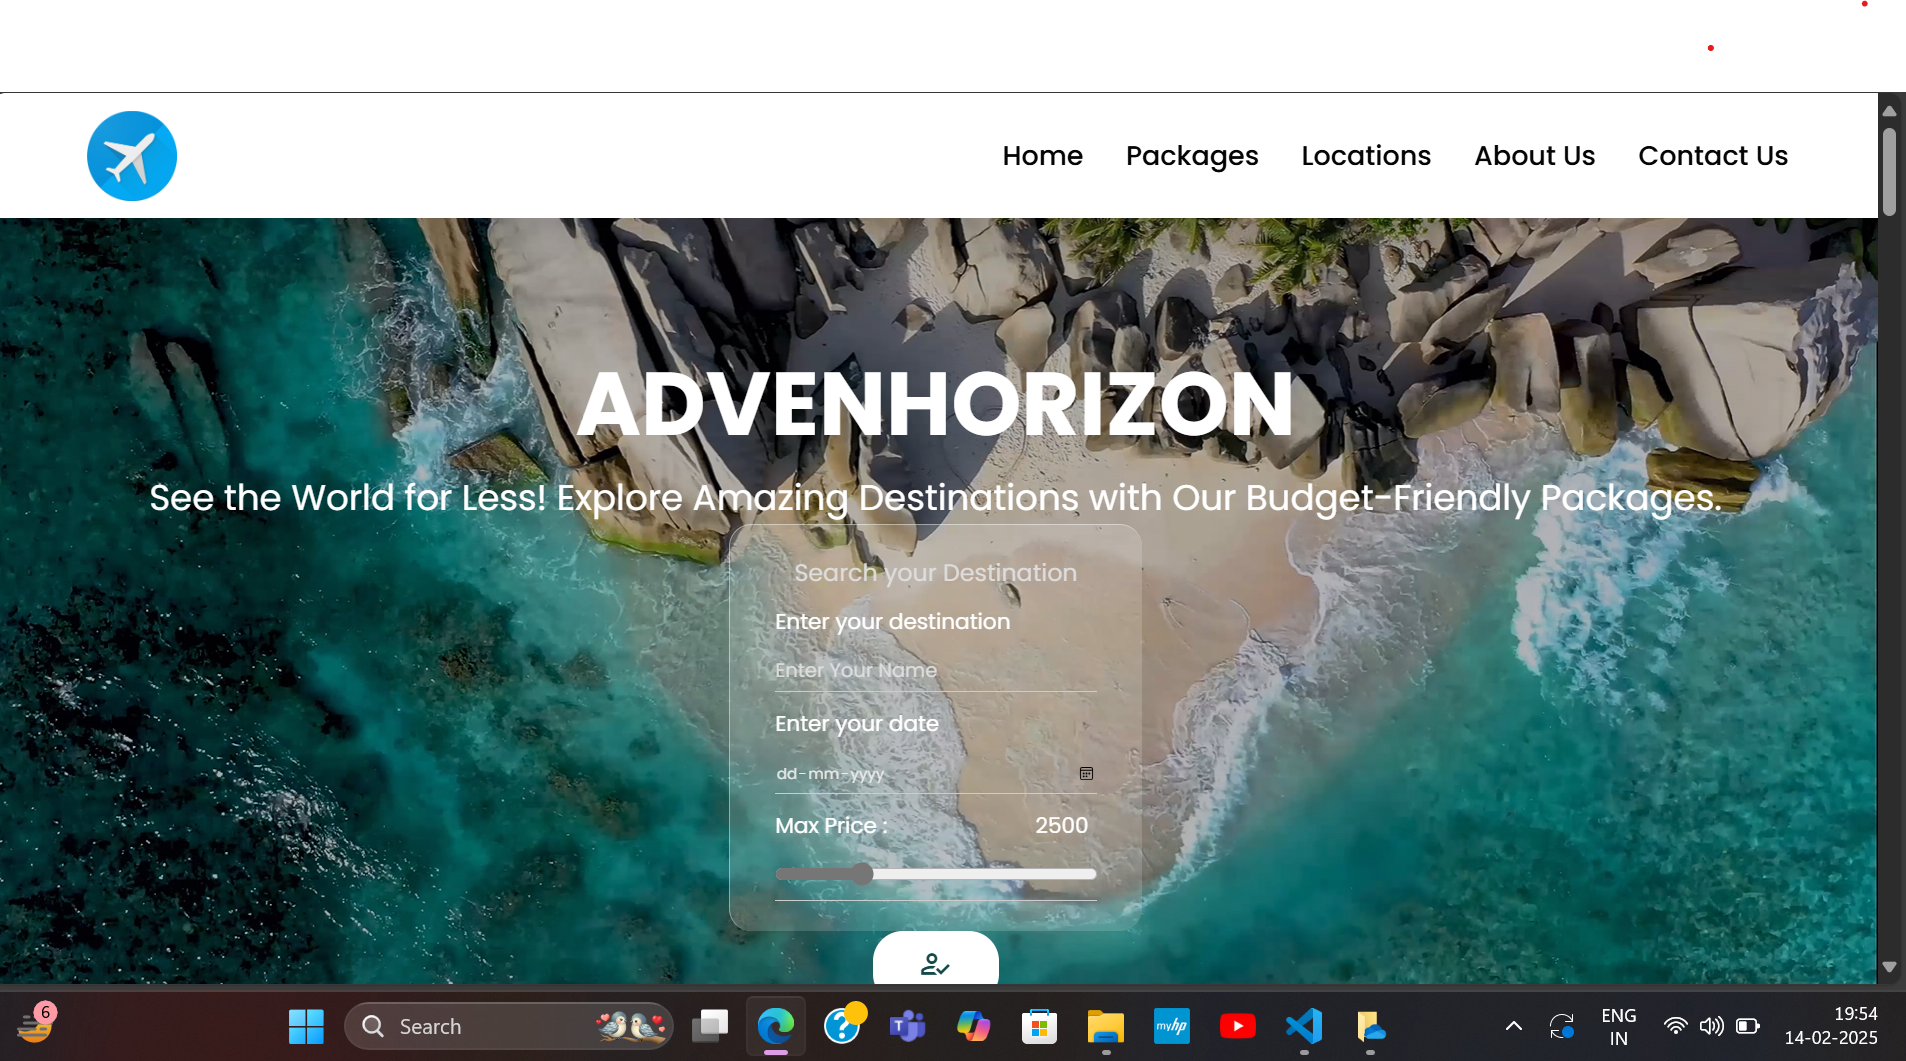 Home Packages Locations About Us Contact Us
ADVENHORIZON
See the World for Less! Explore Amazing Destinations with Our Budget-Friendly Packages.
Search your Destination
Enter your destination
Enter Your Name
Enter your date
dd-mm-yyyy
Max Price : 2500
6
Search
myhp
ENG
IN
19:54
14-02-2025